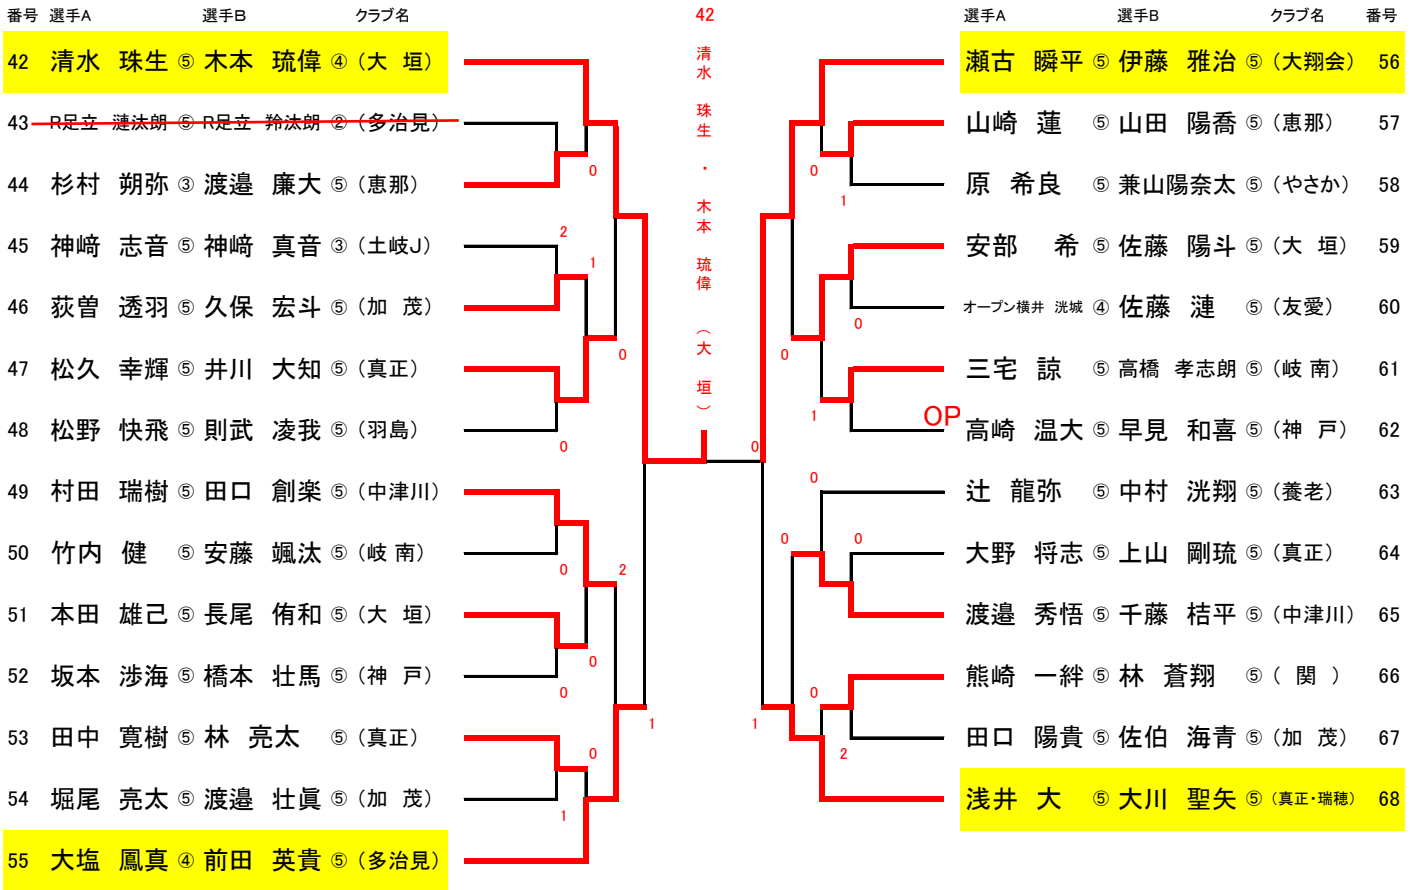 番号 選手A 選手B クラブ名
42 清水 珠生 ⑤ 木本 琉偉 ④ (大 垣)
43 R足立 漣汰朗 ⑤ R足立 羚汰朗 ② (多治見)
44 杉村 朔弥 ③ 渡邉 廉大 ⑤ (恵那)
45 神﨑 志音 ⑤ 神﨑 真音 ③ (土岐J)
46 荻曽 透羽 ⑤ 久保 宏斗 ⑤ (加 茂)
47 松久 幸輝 ⑤ 井川 大知 ⑤ (真正)
48 松野 快飛 ⑤ 則武 凌我 ⑤ (羽島)
49 村田 瑞樹 ⑤ 田口 創楽 ⑤ (中津川)
50 竹内 健 ⑤ 安藤 颯汰 ⑤ (岐 南)
51 本田 雄己 ⑤ 長尾 侑和 ⑤ (大 垣)
52 坂本 渉海 ⑤ 橋本 壮馬 ⑤ (神 戸)
53 田中 寛樹 ⑤ 林 亮太 ⑤ (真正)
54 堀尾 亮太 ⑤ 渡邉 壮眞 ⑤ (加 茂)
55 大塩 鳳真 ④ 前田 英貴 ⑤ (多治見)
0
2
1
0
0
0
2
0
0
0
1
1
42
清水 珠生 ・ 木本 琉偉 (大 垣)
0
0
1
0
0
1
0
0
0
1
0
2
OP
選手A 選手B クラブ名 番号
瀬古 瞬平 ⑤ 伊藤 雅治 ⑤ (大翔会) 56
山崎 蓮 ⑤ 山田 陽喬 ⑤ (恵那) 57
原 希良 ⑤ 兼山陽奈太 ⑤ (やさか) 58
安部 希 ⑤ 佐藤 陽斗 ⑤ (大 垣) 59
オープン横井 洸城 ④ 佐藤 漣 ⑤ (友愛) 60
三宅 諒 ⑤ 高橋 孝志朗 ⑤ (岐 南) 61
高崎 温大 ⑤ 早見 和喜 ⑤ (神 戸) 62
辻 龍弥 ⑤ 中村 洸翔 ⑤ (養老) 63
大野 将志 ⑤ 上山 剛琉 ⑤ (真正) 64
渡邉 秀悟 ⑤ 千藤 桔平 ⑤ (中津川) 65
熊崎 一絆 ⑤ 林 蒼翔 ⑤ ( 関 ) 66
田口 陽貴 ⑤ 佐伯 海青 ⑤ (加 茂) 67
浅井 大 ⑤ 大川 聖矢 ⑤ (真正・瑞穂) 68